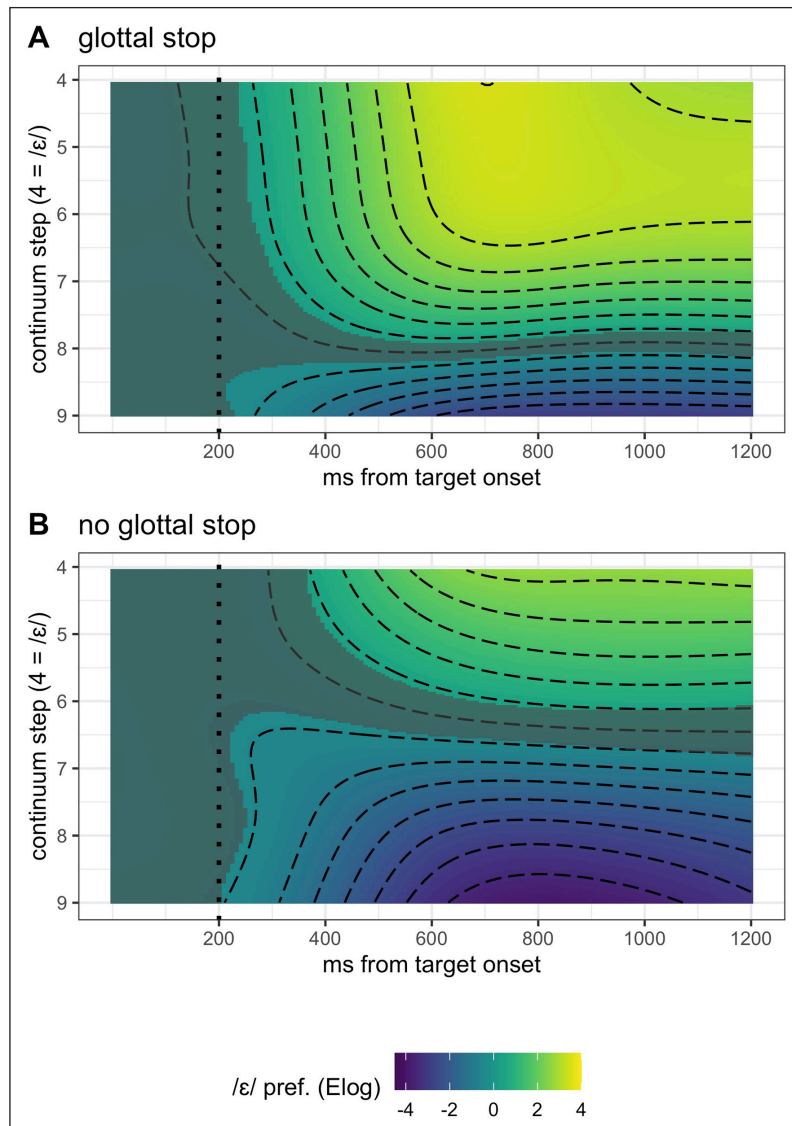 A glottal stop
4
5
6
7
8
9
continuum step (4 = /ɛ/)
200 400 600 800 1000 1200
ms from target onset
B no glottal stop
4
5
6
7
8
9
continuum step (4 = /ɛ/)
200 400 600 800 1000 1200
ms from target onset
/ɛ/ pref. (Elog)
-4 -2 0 2 4